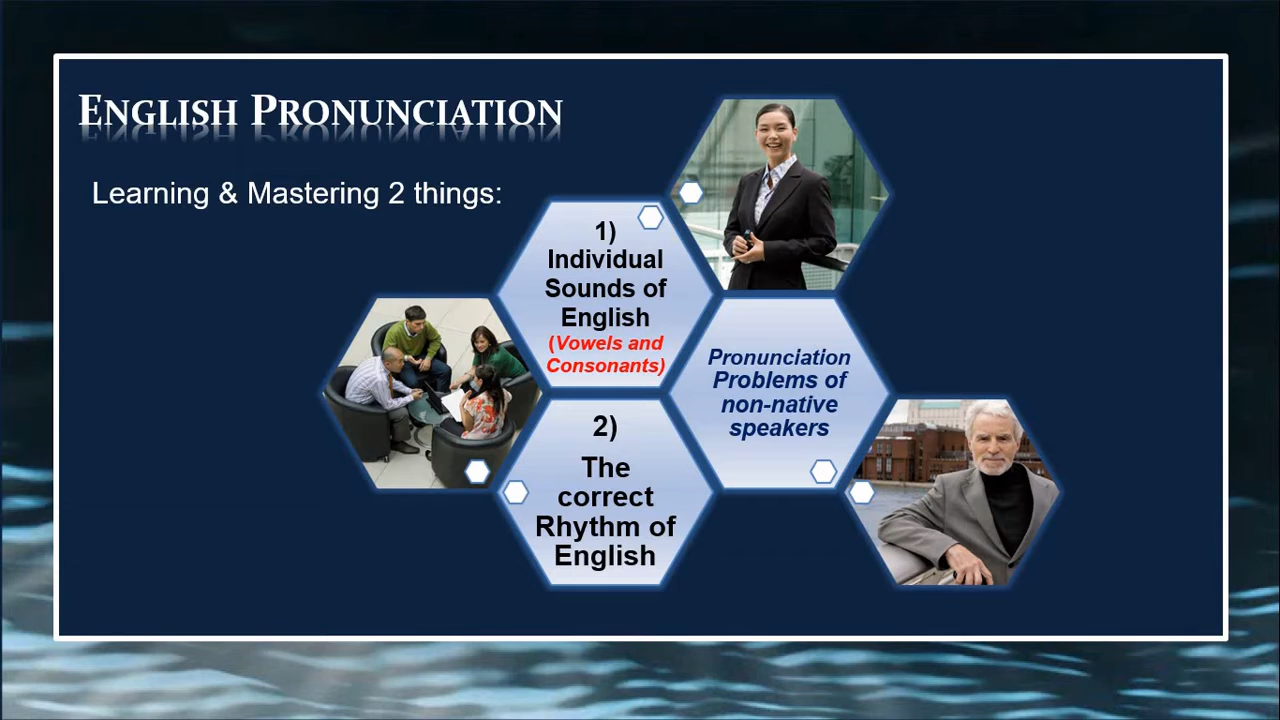 English Pronunciation
Learning & Mastering 2 things:
1)
Individual
Sounds of
English
(Vowels and
Consonants)
Pronunciation
Problems of
non-native
speakers
2)
The
correct
Rhythm of
English